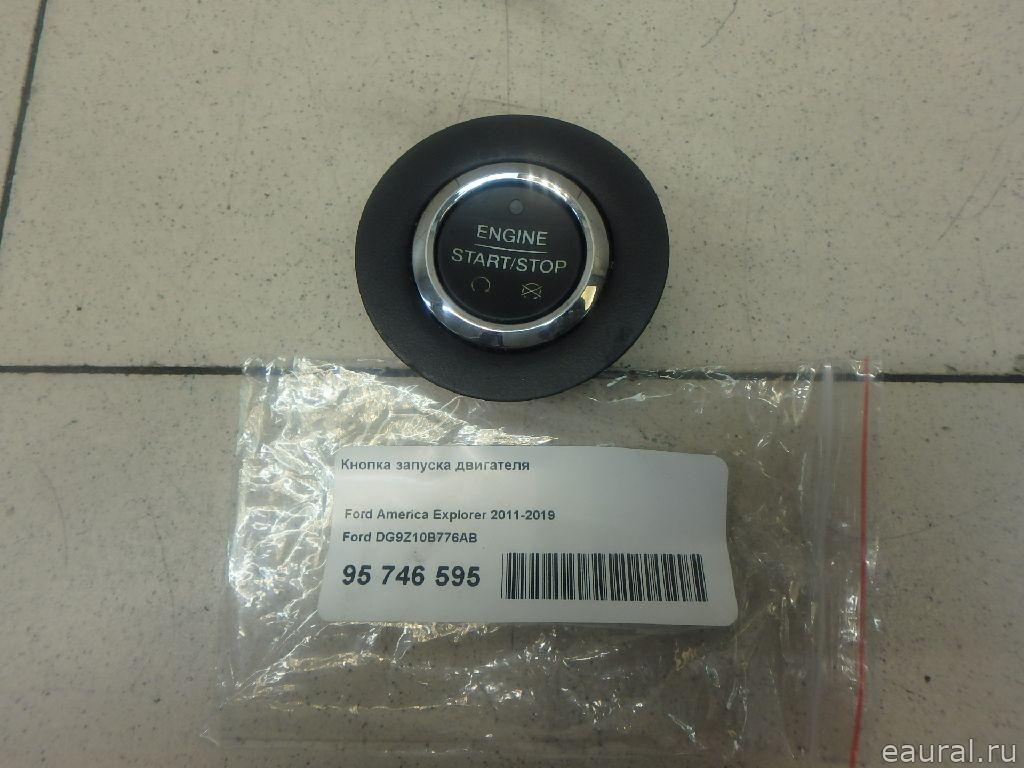 ENGINE
START/STOP
Кнопка запуска двигателя
Ford America Explorer 2011-2019
Ford DG9Z10B776AB
95 746 595
eaural.ru